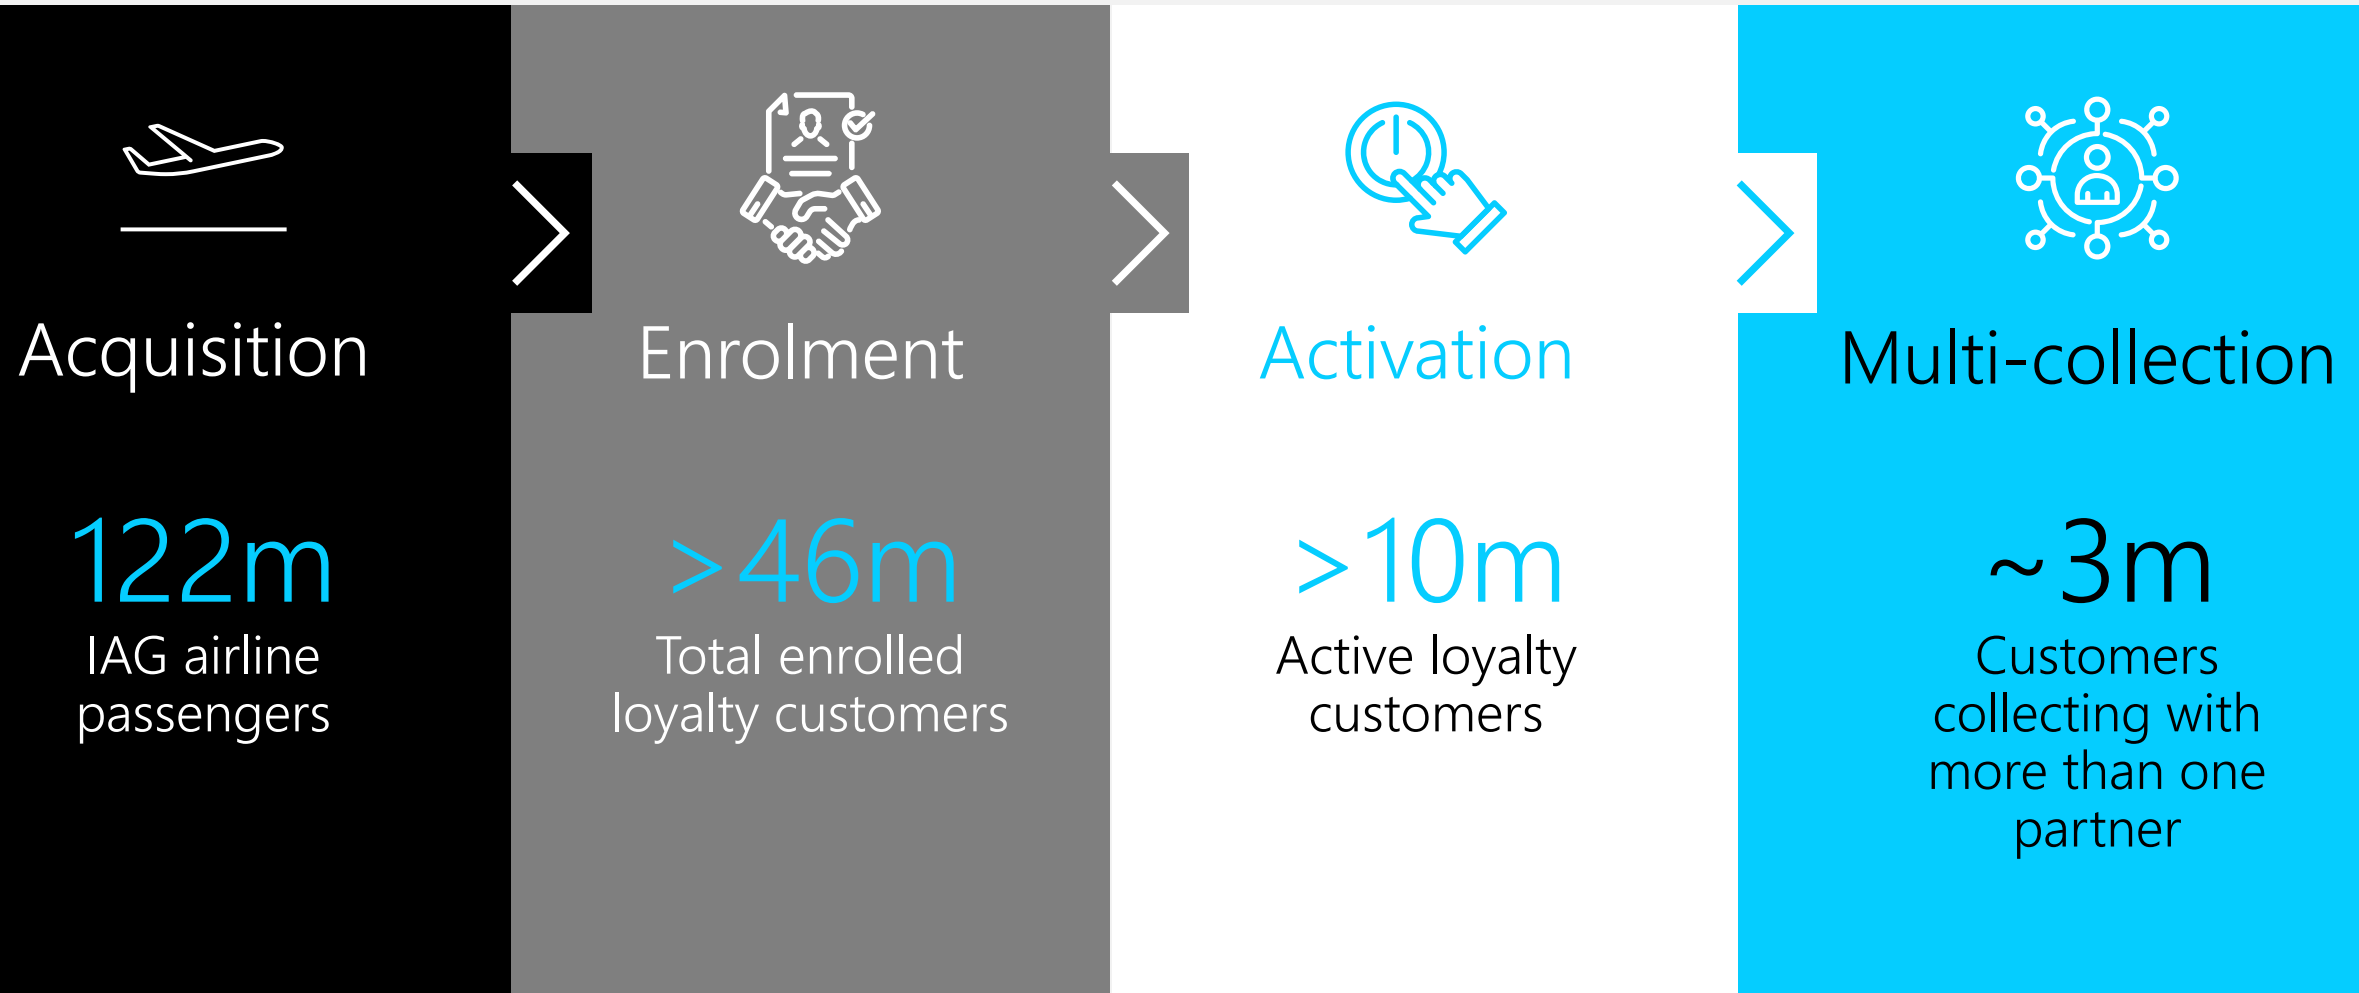 Acquisition
122m
IAG airline
passengers
Enrolment
>46m
Total enrolled
loyalty customers
Activation
>10m
Active loyalty
customers
Multi-collection
~3m
Customers
collecting with
more than one
partner